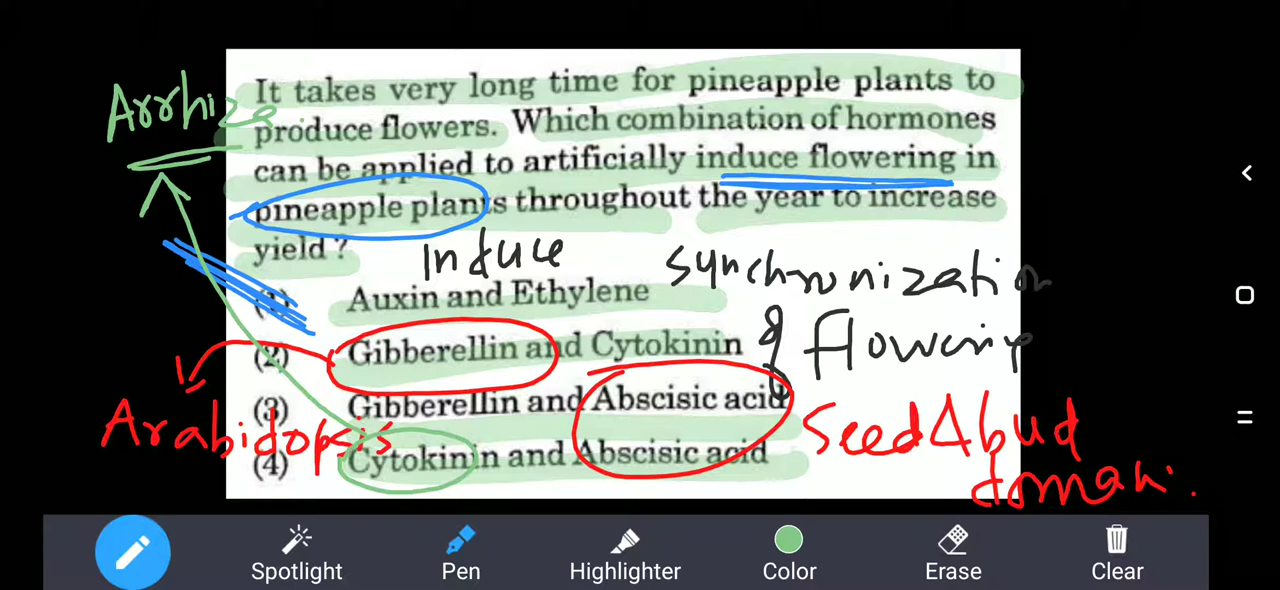 It takes very long time for pineapple plants to
Arrhiza
produce flowers. Which combination of hormones
can be applied to artificially induce flowering in
pineapple plants throughout the year to increase
yield ?
Induce
synchronization
(1) Auxin and Ethylene
of flowering
(2) Gibberellin and Cytokinin
(3) Gibberellin and Abscisic acid
Arabidopsis
Seed & bud
(4) Cytokinin and Abscisic acid
Spotlight Pen Highlighter Color Erase Clear